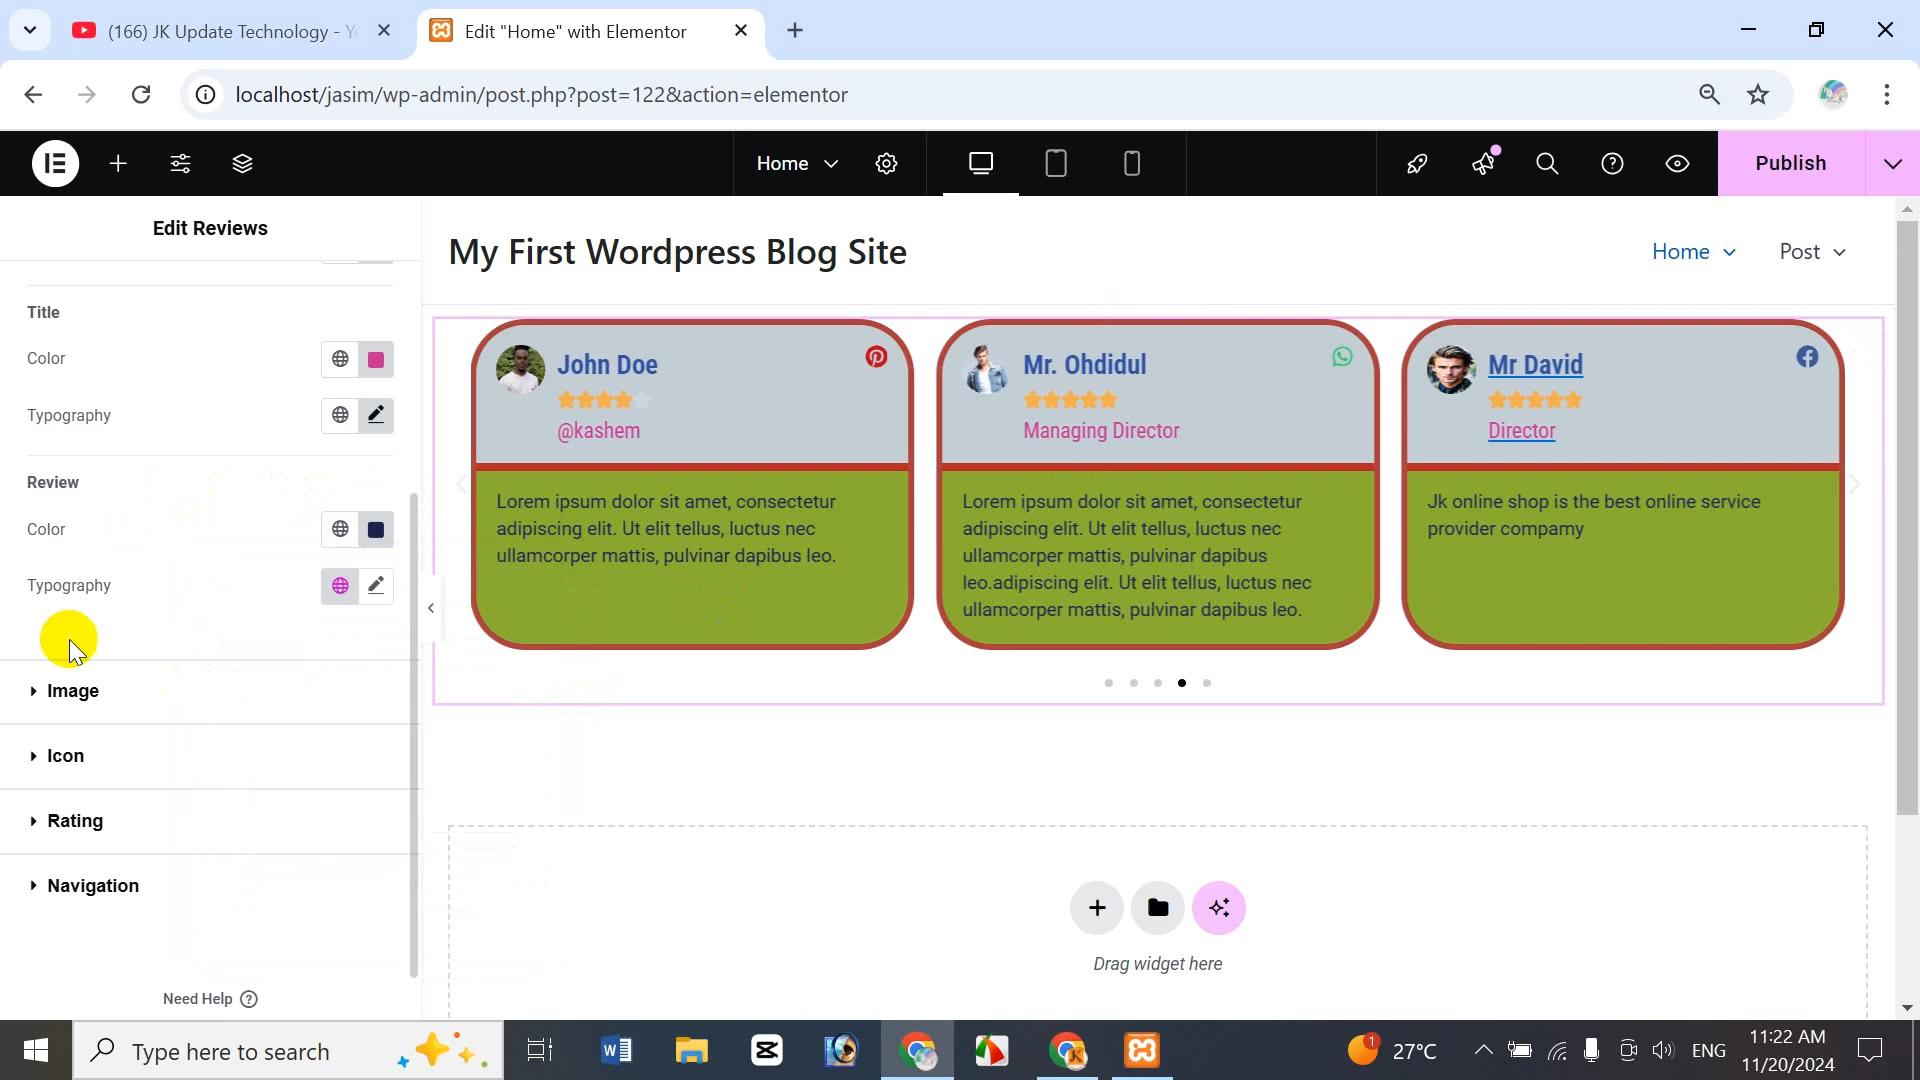 (166) JK Update Technology - Y
Edit "Home" with Elementor
localhost/jasim/wp-admin/post.php?post=122&action=elementor
Home
Publish
Edit Reviews
Title
Color
Typography
Review
Color
Typography
Image
Icon
Rating
Navigation
Need Help ?
My First Wordpress Blog Site
Home
Post
John Doe
@kashem
Lorem ipsum dolor sit amet, consectetur
adipiscing elit. Ut elit tellus, luctus nec
ullamcorper mattis, pulvinar dapibus leo.
Mr. Ohdidul
Managing Director
Lorem ipsum dolor sit amet, consectetur
adipiscing elit. Ut elit tellus, luctus nec
ullamcorper mattis, pulvinar dapibus
leo.adipiscing elit. Ut elit tellus, luctus nec
ullamcorper mattis, pulvinar dapibus leo.
Mr David
Director
Jk online shop is the best online service
provider compamy
Drag widget here
Type here to search
1
27°C
ENG
11:22 AM
11/20/2024